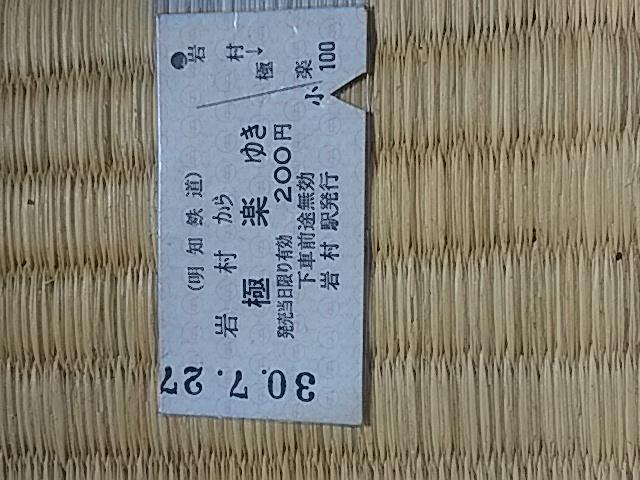 30.7.27
(明知鉄道)
岩村から
極楽ゆき
発売当日限り有効 200円
下車前途無効
岩村駅発行
岩村
↓
極楽
小 100